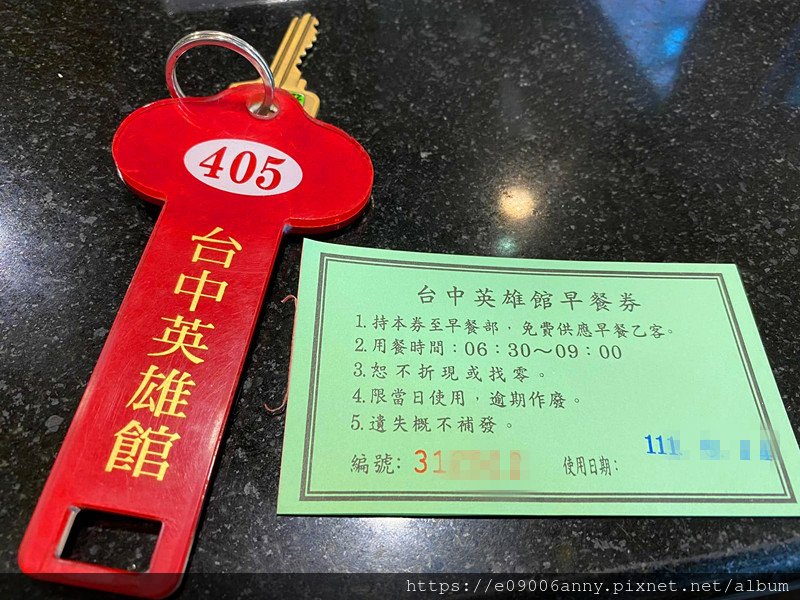 405
台中英雄館
台中英雄館早餐券
1.持本券至早餐部，免費供應早餐乙客。
2.用餐時間：06：30～09：00
3.恕不折現或找零。
4.限當日使用，逾期作廢。
5.遺失概不補發。
編號: 31
使用日期: 111
https://e09006anny.pixnet.net/album